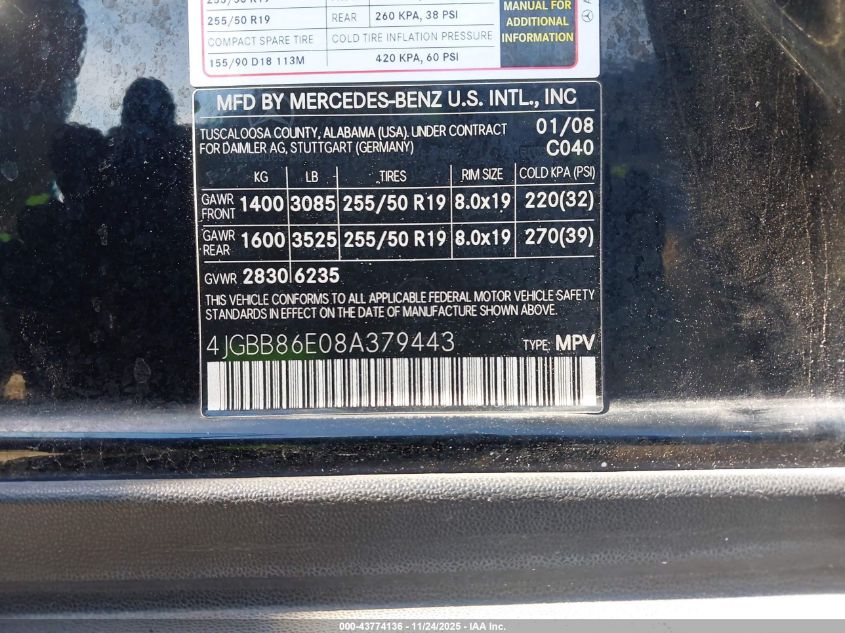 255/50 R19
255/50 R19 REAR 260 KPA, 38 PSI
COMPACT SPARE TIRE COLD TIRE INFLATION PRESSURE
155/90 D18 113M 420 KPA, 60 PSI
MANUAL FOR
ADDITIONAL
INFORMATION
MFD BY MERCEDES-BENZ U.S. INTL., INC
TUSCALOOSA COUNTY, ALABAMA (USA), UNDER CONTRACT 01/08
FOR DAIMLER AG, STUTTGART (GERMANY) C040
KG LB TIRES RIM SIZE COLD KPA (PSI)
GAWR FRONT 1400 3085 255/50 R19 8.0x19 220(32)
GAWR REAR 1600 3525 255/50 R19 8.0x19 270(39)
GVWR 2830 6235
THIS VEHICLE CONFORMS TO ALL APPLICABLE FEDERAL MOTOR VEHICLE SAFETY
STANDARDS IN EFFECT ON THE DATE OF MANUFACTURE SHOWN ABOVE.
4JGBB86E08A379443 TYPE: MPV
000-43774136 - 11/24/2025 - IAA Inc.